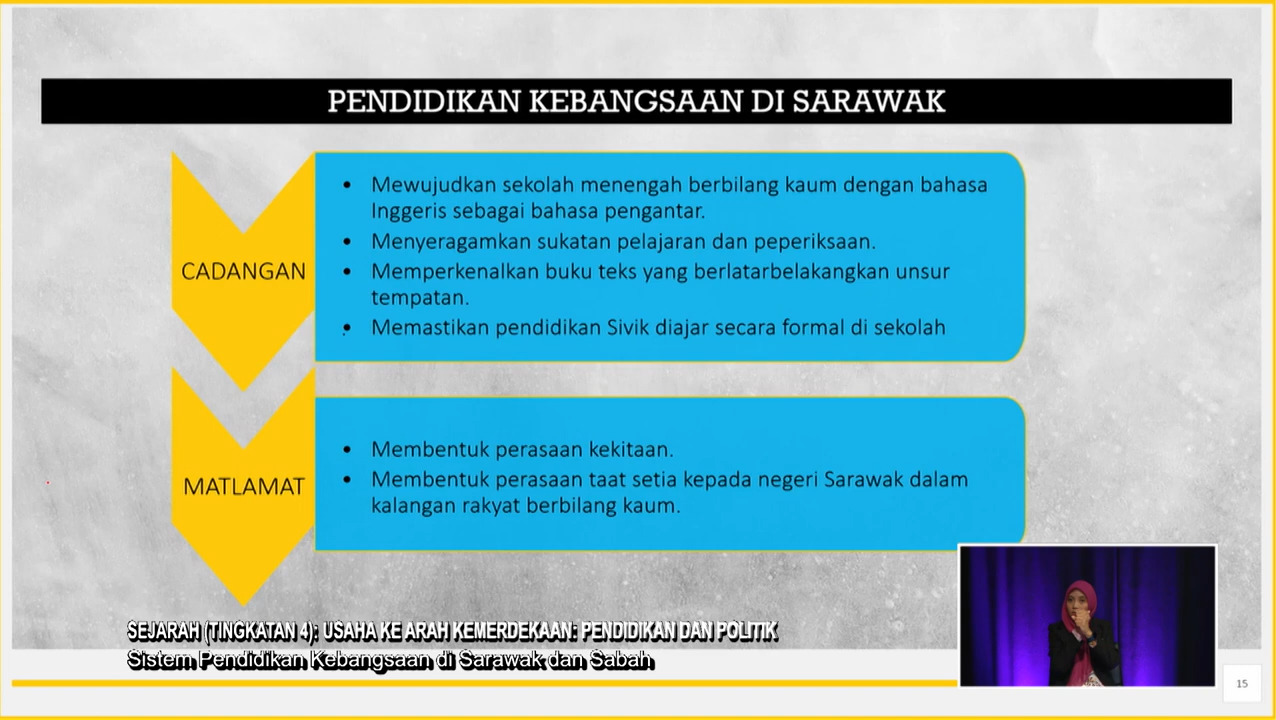 PENDIDIKAN KEBANGSAAN DI SARAWAK
CADANGAN
• Mewujudkan sekolah menengah berbilang kaum dengan bahasa
Inggeris sebagai bahasa pengantar.
• Menyeragamkan sukatan pelajaran dan peperiksaan.
• Memperkenalkan buku teks yang berlatarbelakangkan unsur
tempatan.
• Memastikan pendidikan Sivik diajar secara formal di sekolah
MATLAMAT
• Membentuk perasaan kekitaan.
• Membentuk perasaan taat setia kepada negeri Sarawak dalam
kalangan rakyat berbilang kaum.
SEJARAH (TINGKATAN 4): USAHA KE ARAH KEMERDEKAAN: PENDIDIKAN DAN POLITIK
Sistem Pendidikan Kebangsaan di Sarawak dan Sabah
15